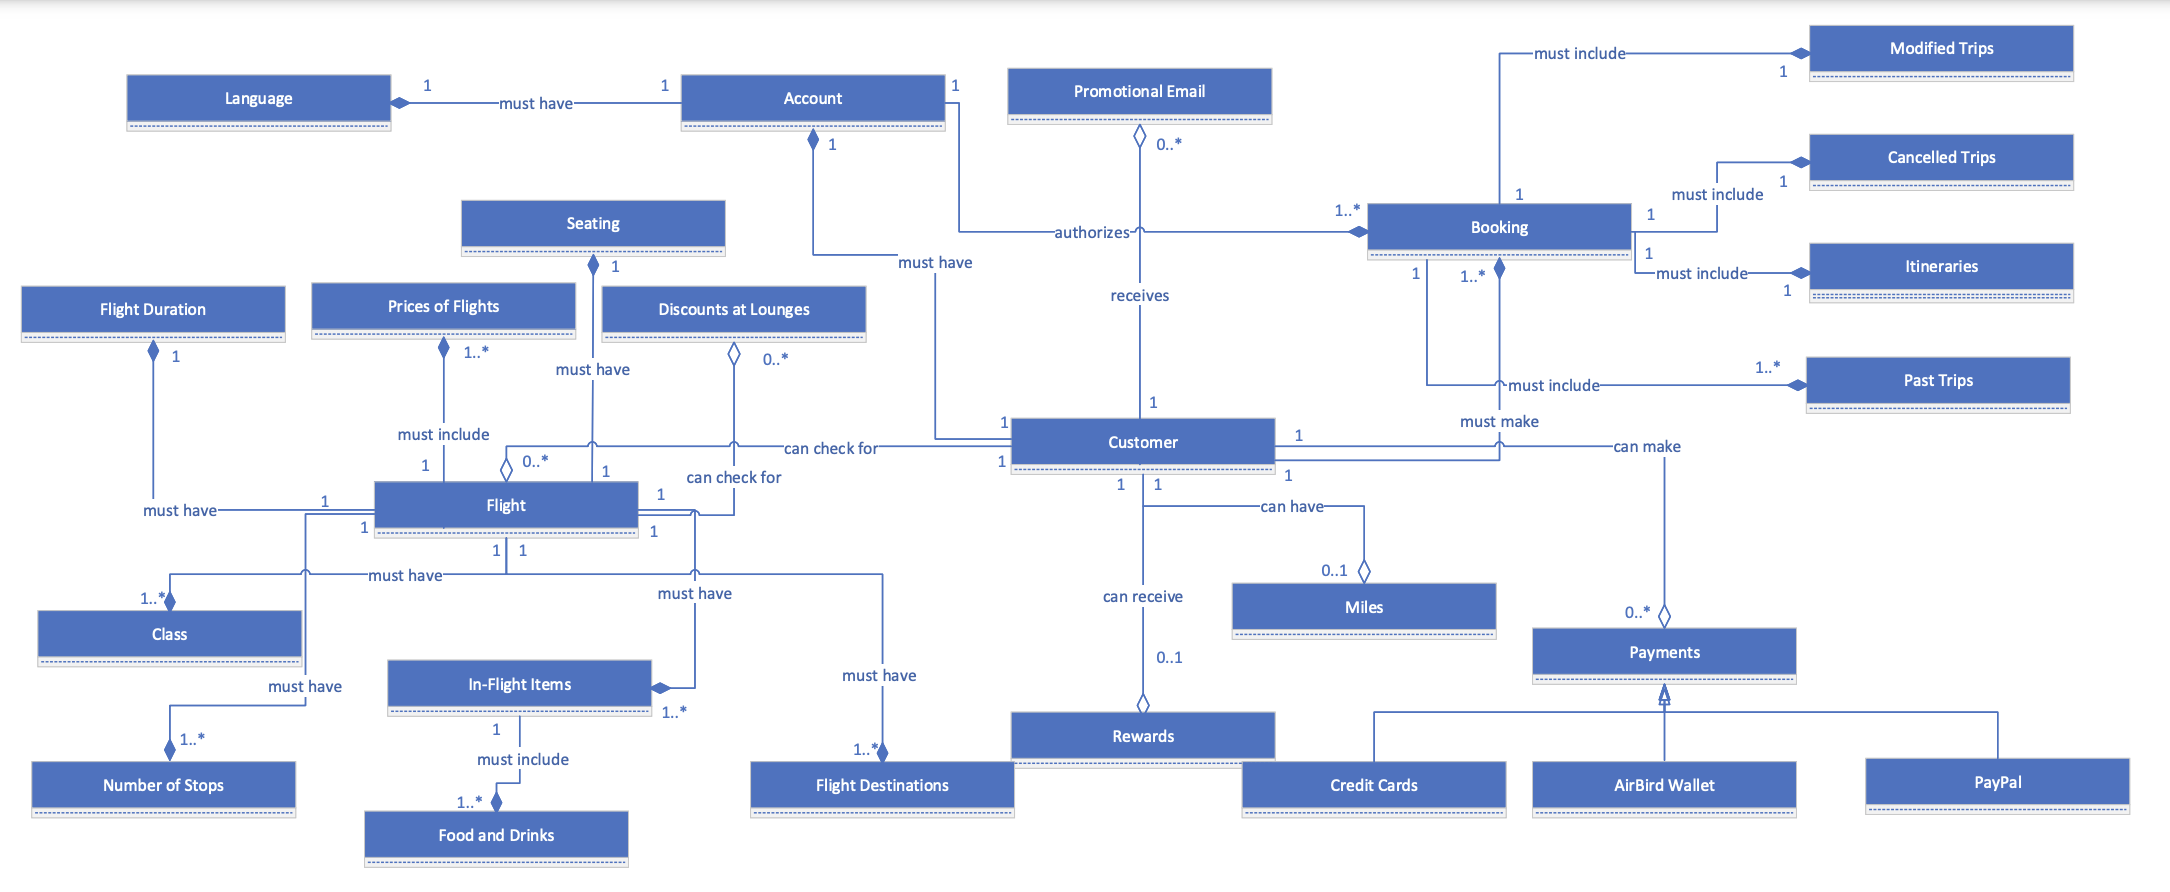 Modified Trips
must include
1
Language
1
must have
1
Account
1
1
Promotional Email
0..*
Cancelled Trips
1
must include
1
1
Seating
1
1..*
authorizes
Booking
1
1..*
1
must include
1
Itineraries
must have
receives
Flight Duration
1
Prices of Flights
1..*
Discounts at Lounges
0..*
must have
1..*
must include
Past Trips
must include
1
can check for
0..*
1
can check for
1
1
1
Customer
1
1
must make
can make
1
1
can have
0..1
Miles
can receive
0..1
Rewards
0..*
Payments
must have
1
1
Flight
1
1
1
1
must have
1..*
Class
must have
must have
1..*
Number of Stops
In-Flight Items
1..*
1
must include
1..*
Food and Drinks
must have
1..*
Flight Destinations
Credit Cards
AirBird Wallet
PayPal